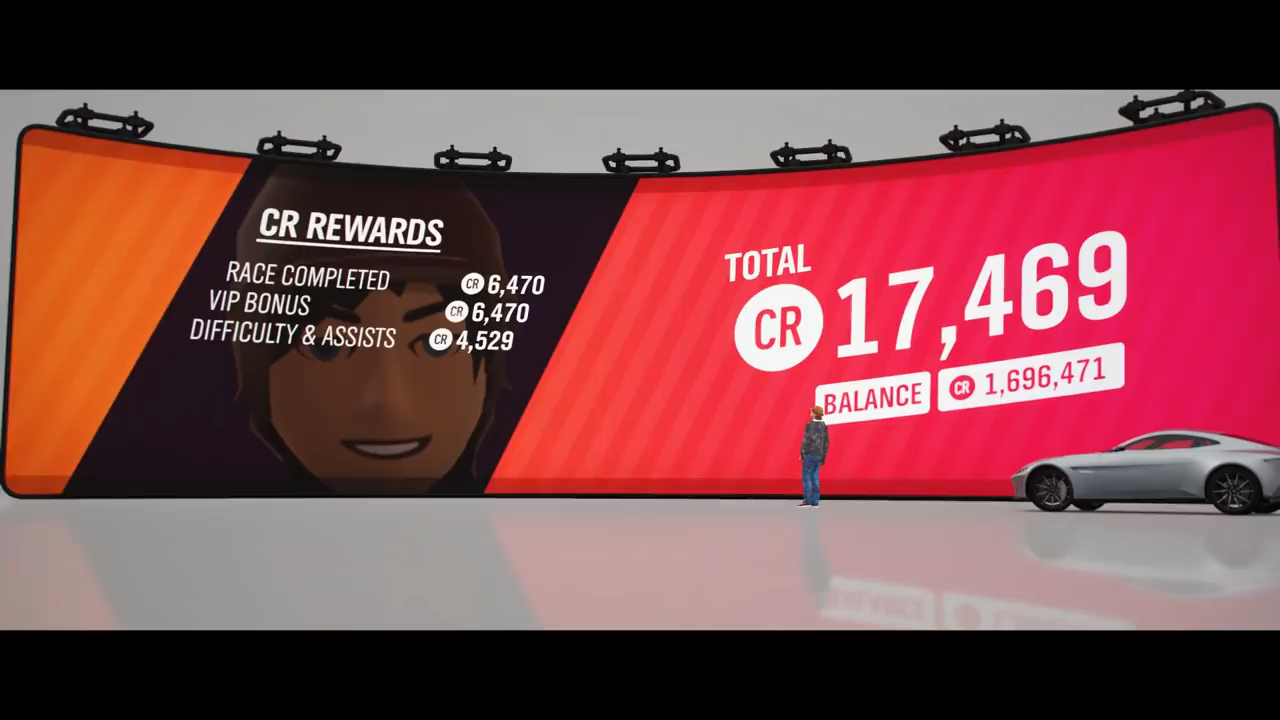 CR REWARDS
RACE COMPLETED CR 6,470
VIP BONUS CR 6,470
DIFFICULTY & ASSISTS CR 4,529
TOTAL
CR 17,469
BALANCE CR 1,696,471